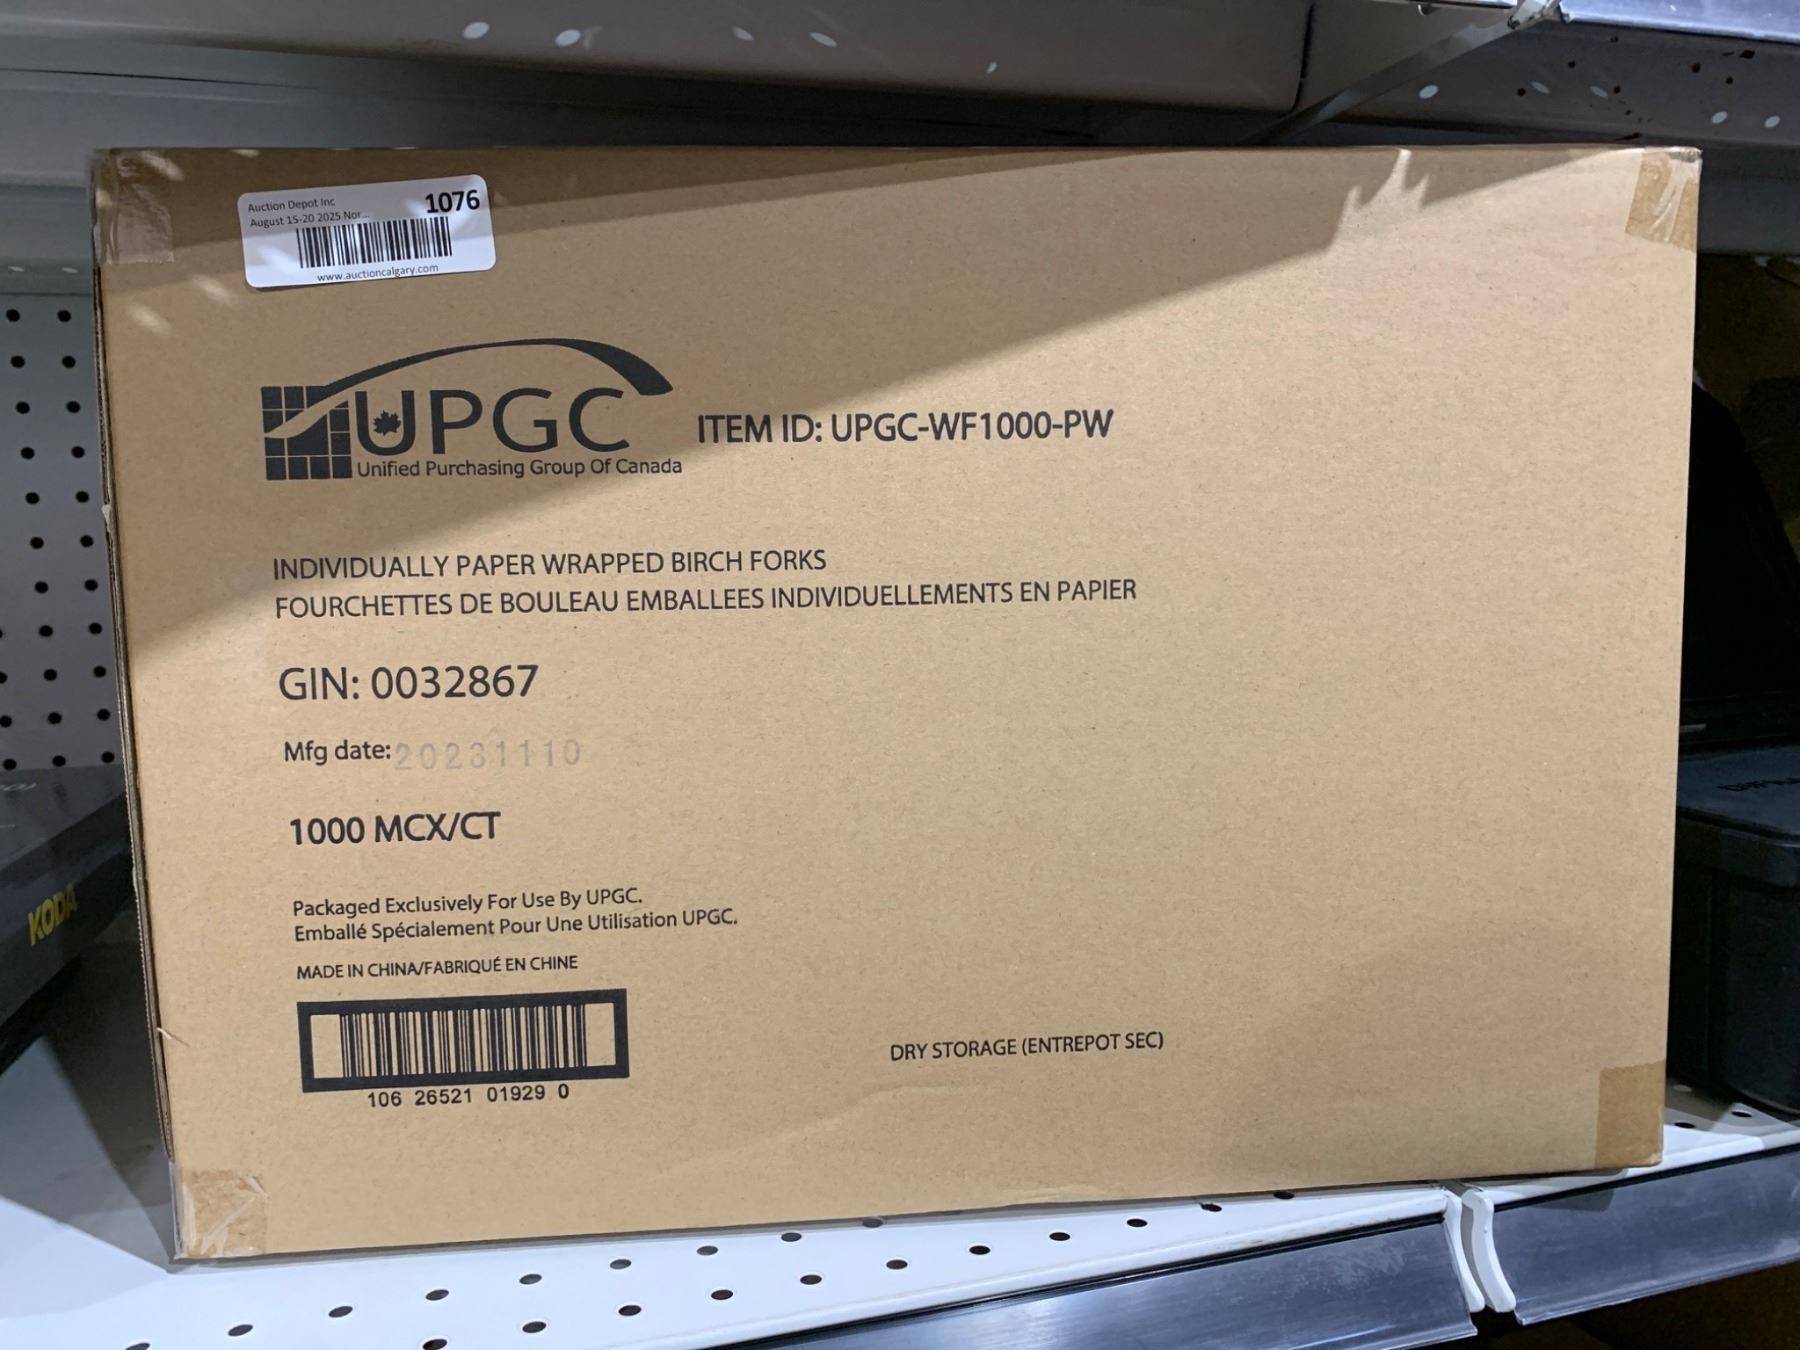 Auction Depot Inc
1076
August 15-20 2025 Nor...
www.auctioncalgary.com
UPGC
Unified Purchasing Group Of Canada
ITEM ID: UPGC-WF1000-PW
INDIVIDUALLY PAPER WRAPPED BIRCH FORKS
FOURCHETTES DE BOULEAU EMBALLEES INDIVIDUELLEMENTS EN PAPIER
GIN: 0032867
Mfg date: 20231110
1000 MCX/CT
Packaged Exclusively For Use By UPGC.
Emballé Spécialement Pour Une Utilisation UPGC.
MADE IN CHINA/FABRIQUÉ EN CHINE
106 26521 01929 0
DRY STORAGE (ENTREPOT SEC)
KODA